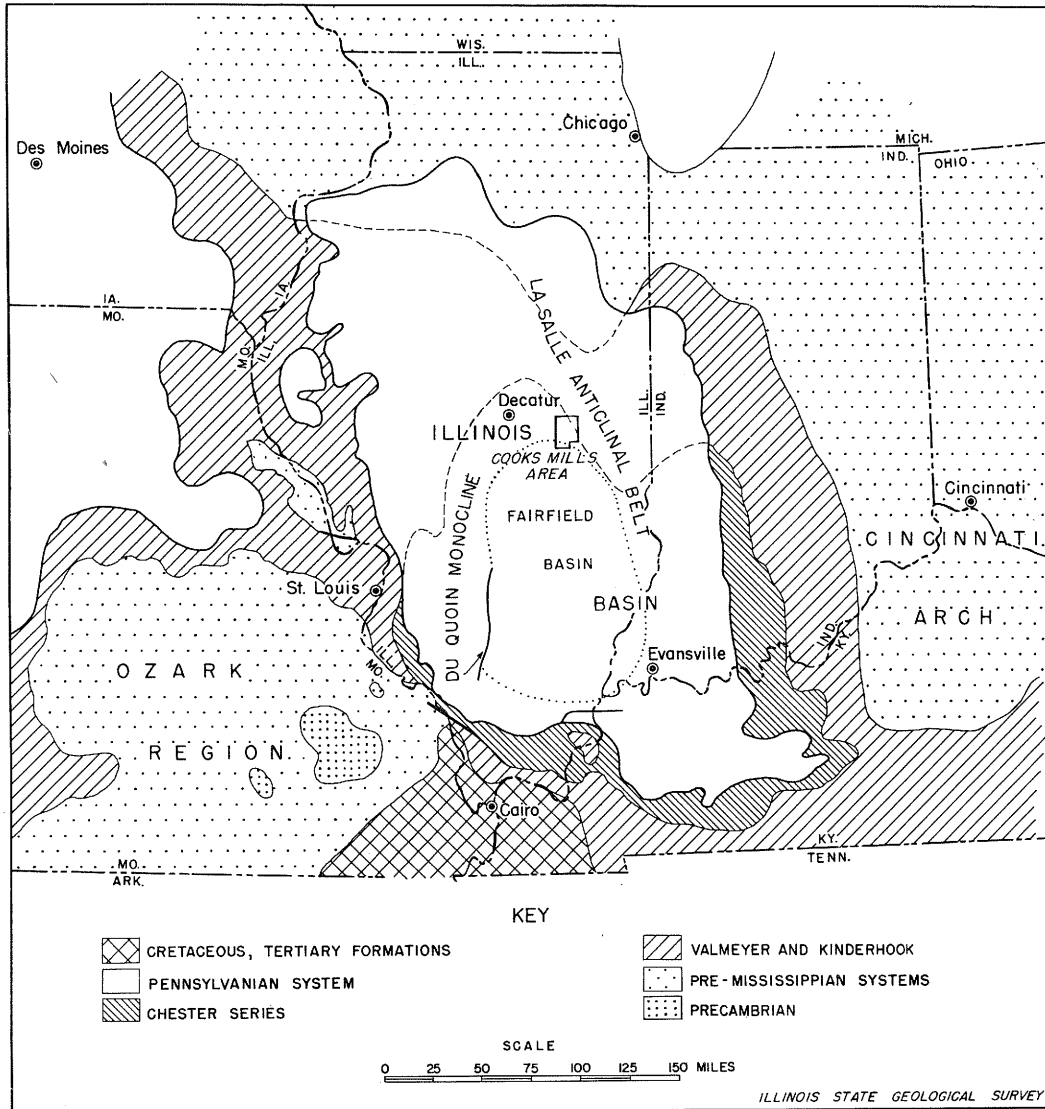 WIS.
ILL.
Chicago
Des Moines
MICH.
IND.
OHIO
IA.
MO.
ILL.
IA.
MO.
ILL.
LA SALLE ANTICLINAL BELT
ILL.
IND.
Decatur
ILLINOIS
COOKS MILLS
AREA
DU QUOIN MONOCLINE
FAIRFIELD
BASIN
BASIN
Cincinnati
CINCINNATI
ARCH
St. Louis
ILL.
MO.
IND.
KY.
Evansville
OZARK
REGION
Cairo
MO.
ARK.
KY.
TENN.
KEY
CRETACEOUS, TERTIARY FORMATIONS
PENNSYLVANIAN SYSTEM
CHESTER SERIES
VALMEYER AND KINDERHOOK
PRE-MISSISSIPPIAN SYSTEMS
PRECAMBRIAN
SCALE
0 25 50 75 100 125 150 MILES
ILLINOIS STATE GEOLOGICAL SURVEY